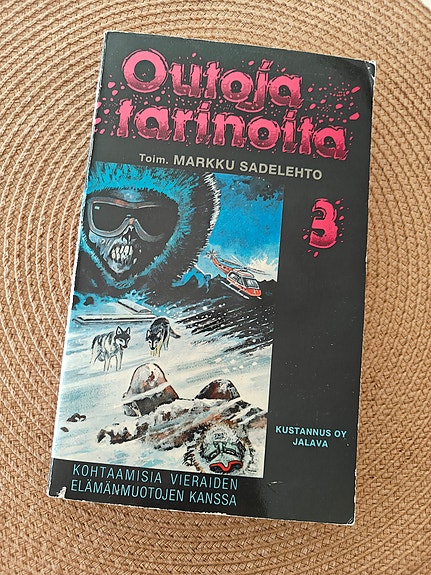 Outoja
tarinoita
Toim. MARKKU SADELEHTO
3
KUSTANNUS OY
JALAVA
KOHTAAMISIA VIERAIDEN
ELÄMÄNMUOTOJEN KANSSA